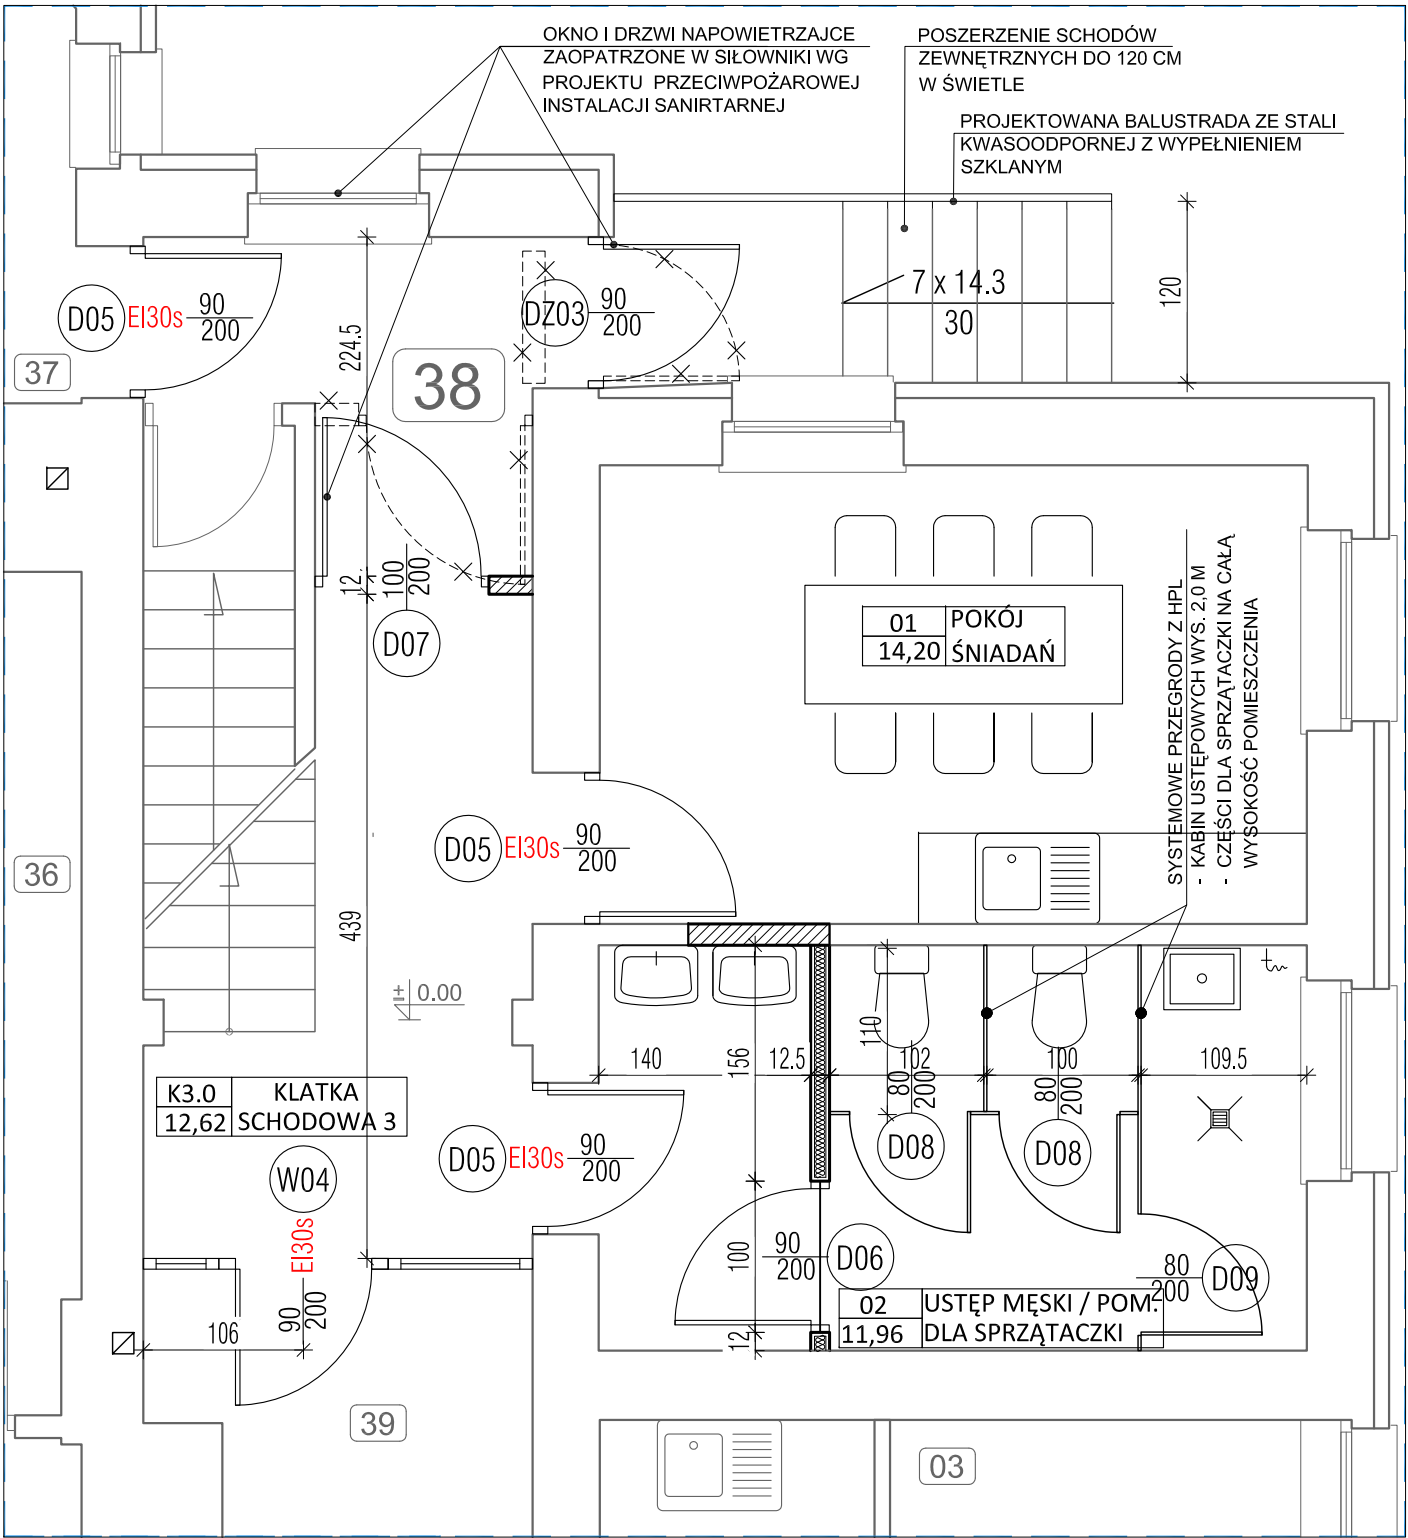 OKNO I DRZWI NAPOWIETRZAJCE
ZAOPATRZONE W SIŁOWNIKI WG
PROJEKTU PRZECIWPOŻAROWEJ
INSTALACJI SANIRTARNEJ
POSZERZENIE SCHODÓW
ZEWNĘTRZNYCH DO 120 CM
W ŚWIETLE
PROJEKTOWANA BALUSTRADA ZE STALI
KWASOODPORNEJ Z WYPEŁNIENIEM
SZKLANYM
D05 EI30s 90
200
37
224.5
38
DZ03 90
200
7 x 14.3
30
120
12
100
200
D07
01 POKÓJ
14,20 ŚNIADAŃ
SYSTEMOWE PRZEGRODY Z HPL
- KABIN USTĘPOWYCH WYS. 2,0 M
- CZĘŚCI DLA SPRZĄTACZKI NA CAŁĄ
WYSOKOŚĆ POMIESZCZENIA
36
D05 EI30s 90
200
439
± 0.00
140
156
12.5
110
102
100
109.5
80
200
D08
80
200
D08
K3.0 KLATKA
12,62 SCHODOWA 3
D05 EI30s 90
200
W04
EI30s
90
200
106
100
12
90
200
D06
80
200
D09
02 USTĘP MĘSKI / POM.
11,96 DLA SPRZĄTACZKI
39
03